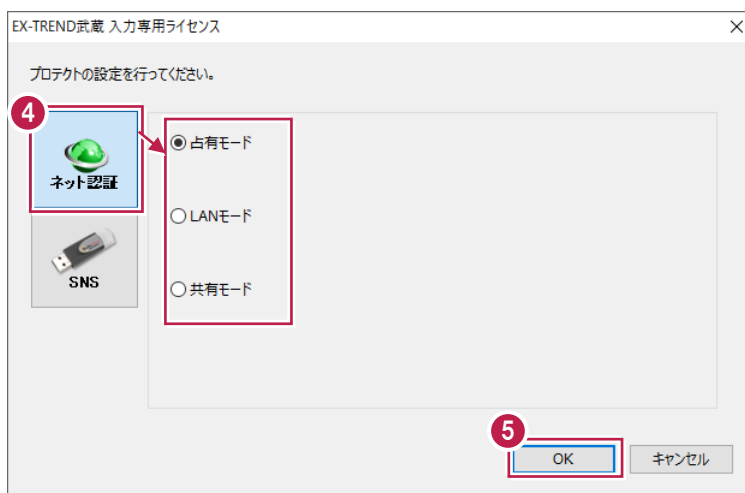 EX-TREND武蔵 入力専用ライセンス
プロテクトの設定を行ってください。
4
ネット認証
占有モード
LANモード
SNS
共有モード
5
OK
キャンセル